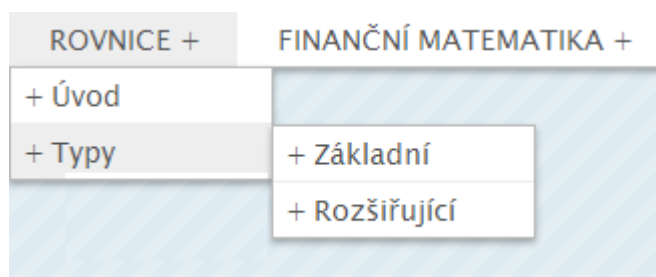 ROVNICE + FINANČNÍ MATEMATIKA +
+ Úvod
+ Typy + Základní
+ Rozšiřující